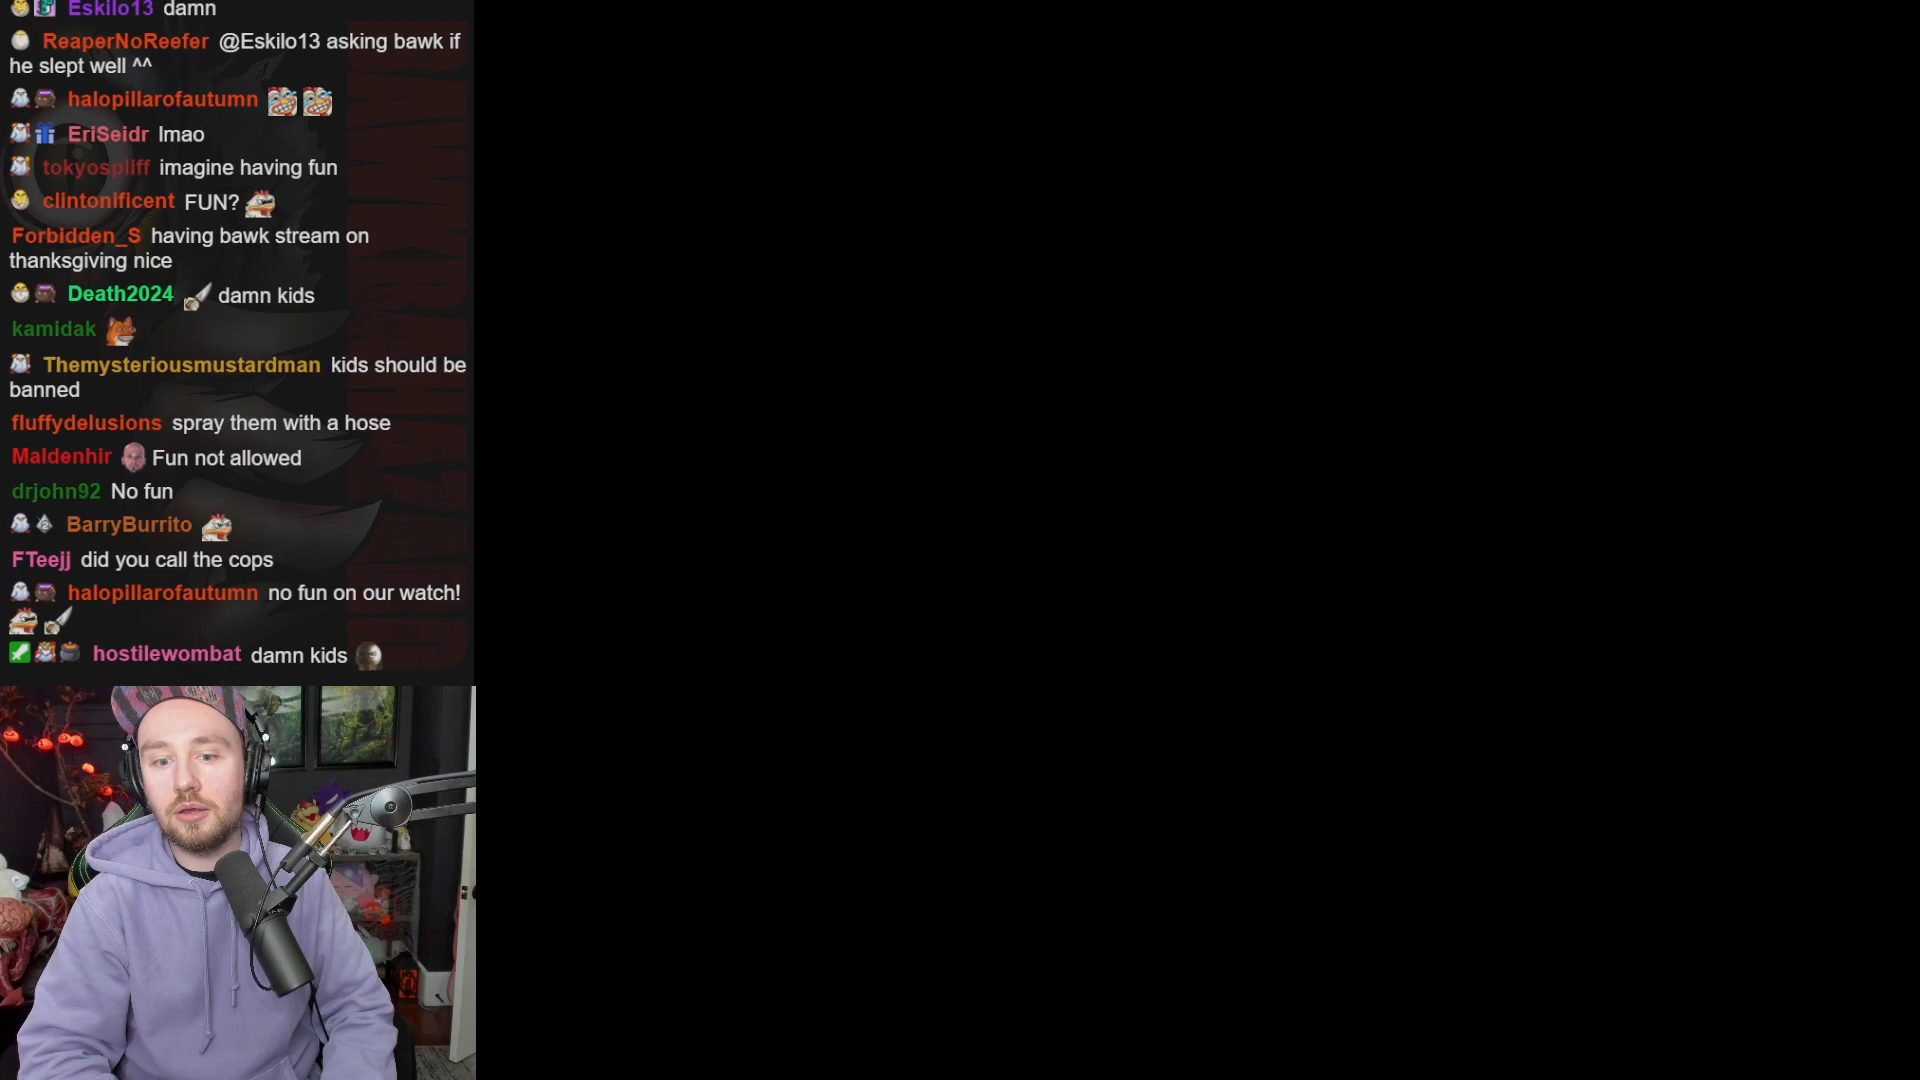 Eskilo13 damn
ReaperNoReefer @Eskilo13 asking bawk if
he slept well ^^
halopillarofautumn
EriSeidr lmao
tokyospliff imagine having fun
clintonificent FUN?
Forbidden_S having bawk stream on
thanksgiving nice
Death2024 damn kids
kamidak
Themysteriousmustardman kids should be
banned
fluffydelusions spray them with a hose
Maldenhir Fun not allowed
drjohn92 No fun
BarryBurrito
FTeejj did you call the cops
halopillarofautumn no fun on our watch!
hostilewombat damn kids